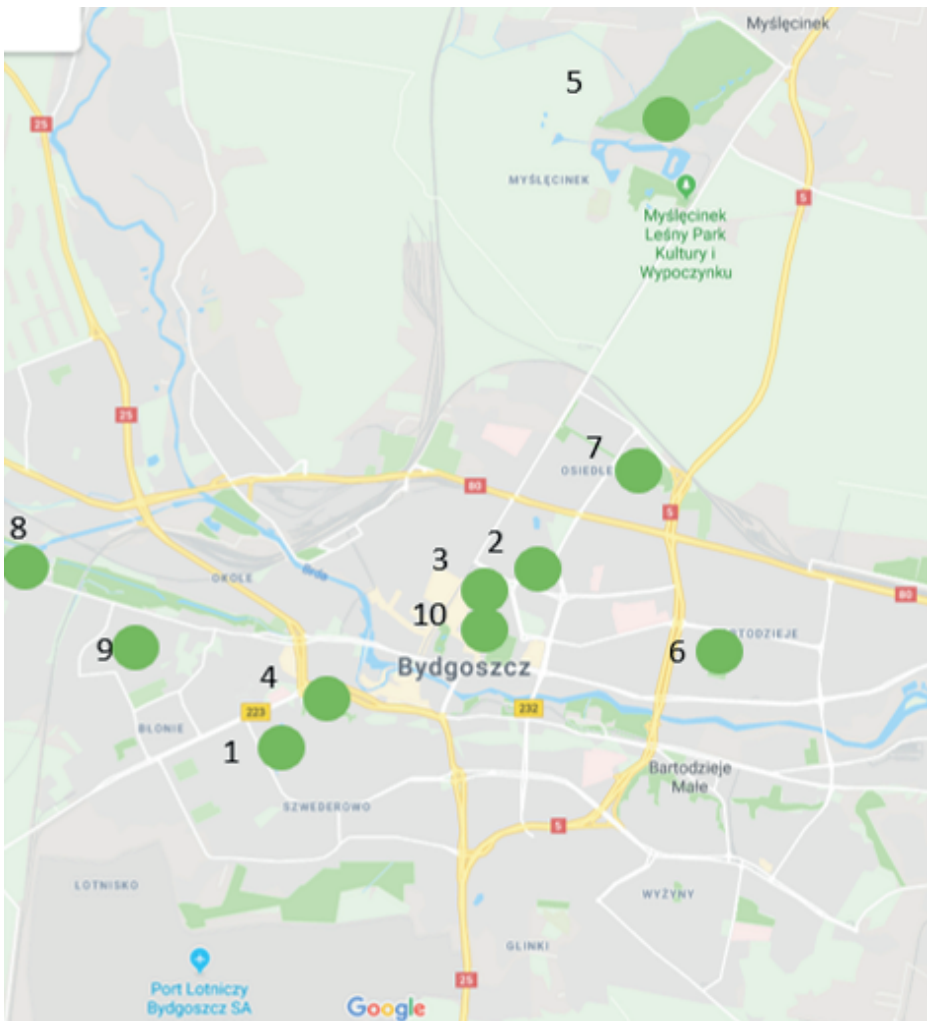 Myślęcinek
5
25
MYŚLĘCINEK
5
Myślęcinek
Leśny Park
Kultury i
Wypoczynku
25
7
OSIEDLE
80
5
8
2
3
OKOLE
Brda
80
10
BARTODZIEJE
6
9
Bydgoszcz
4
223
232
BŁONIE
1
Bartodzieje
Małe
SZWEDEROWO
5
LOTNISKO
WYŻYNY
GLINKI
Port Lotniczy
Bydgoszcz SA
25
Google